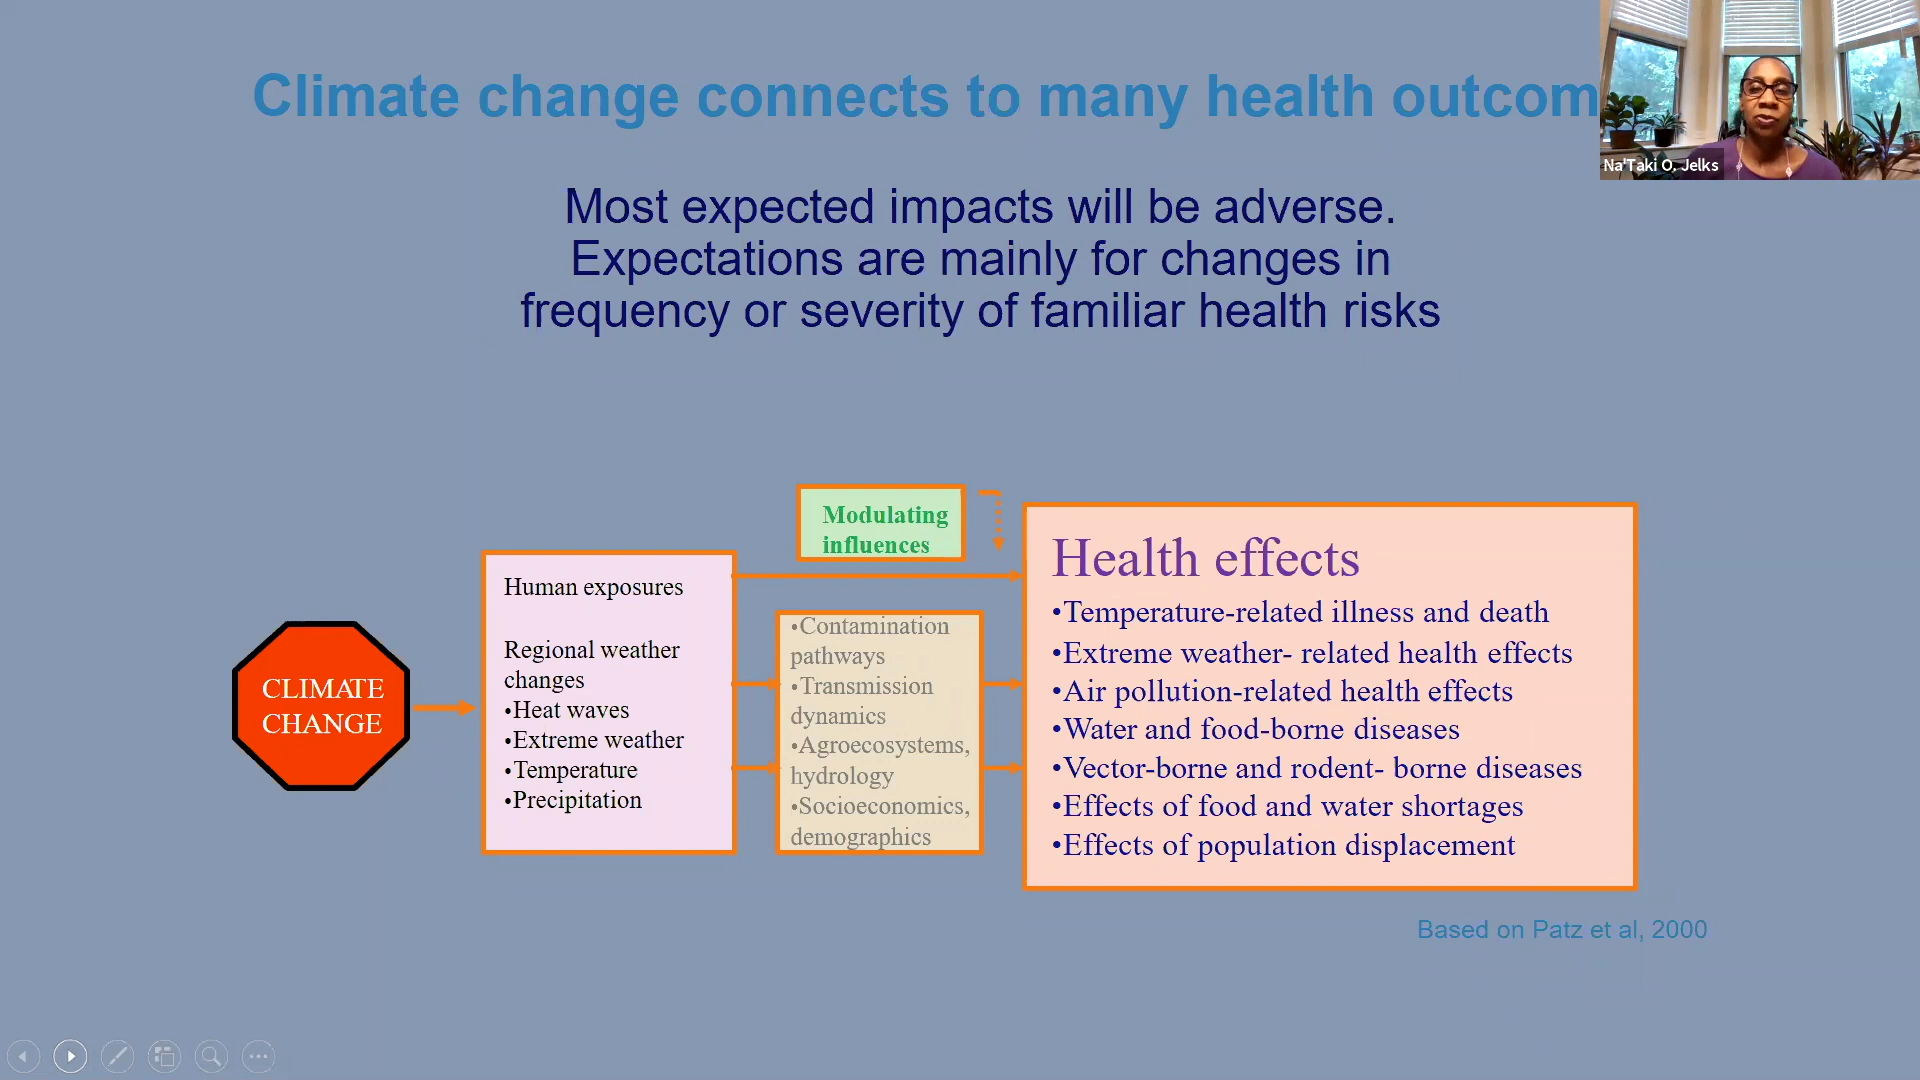 Climate change connects to many health outcom
Na'Taki O. Jelks
Most expected impacts will be adverse.
Expectations are mainly for changes in
frequency or severity of familiar health risks
Modulating
influences
CLIMATE
CHANGE
Human exposures
Regional weather
changes
•Heat waves
•Extreme weather
•Temperature
•Precipitation
•Contamination
pathways
•Transmission
dynamics
•Agroecosystems,
hydrology
•Socioeconomics,
demographics
Health effects
•Temperature-related illness and death
•Extreme weather- related health effects
•Air pollution-related health effects
•Water and food-borne diseases
•Vector-borne and rodent- borne diseases
•Effects of food and water shortages
•Effects of population displacement
Based on Patz et al, 2000